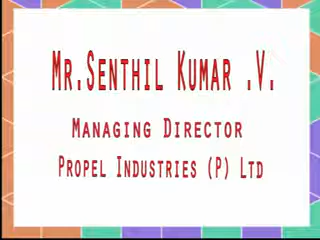 Mr.Senthil Kumar .V.
Managing Director
Propel Industries (P) Ltd